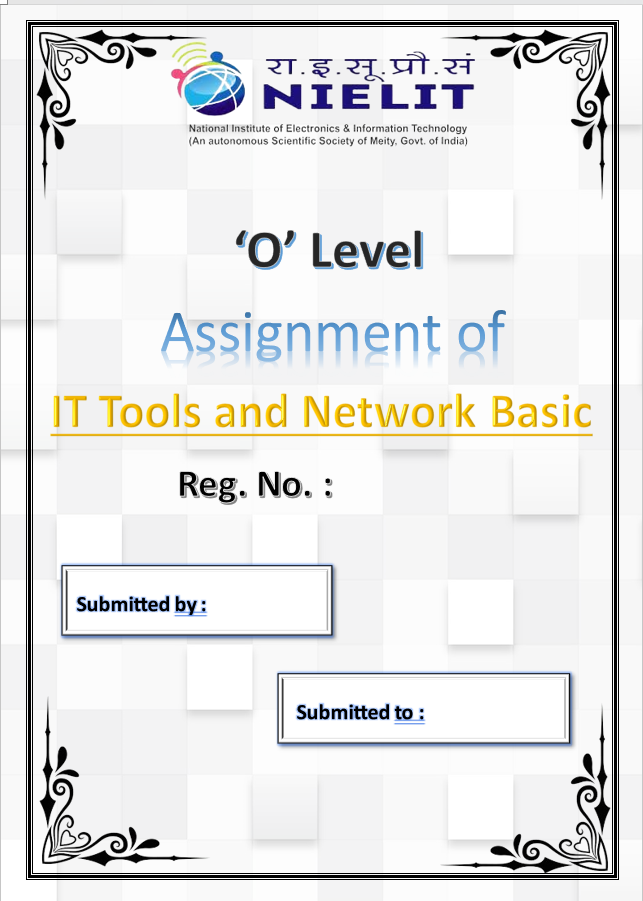 रा.इ.सू.प्रौ.सं
NIELIT
National Institute of Electronics & Information Technology
(An autonomous Scientific Society of Meity, Govt. of India)
‘O’ Level
Assignment of
IT Tools and Network Basic
Reg. No. :
Submitted by :
Submitted to :